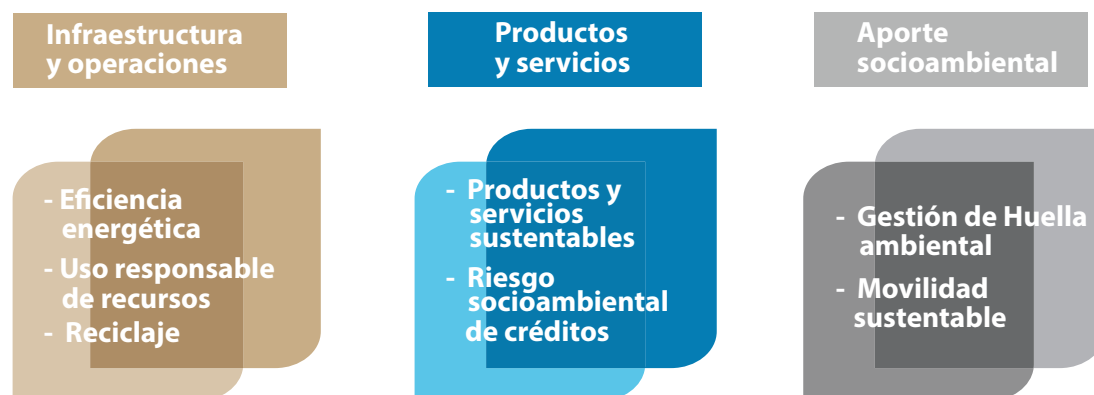 Infraestructura
y operaciones
- Eficiencia
energética
- Uso responsable
de recursos
- Reciclaje
Productos
y servicios
- Productos y
servicios
sustentables
- Riesgo
socioambiental
de créditos
Aporte
socioambiental
- Gestión de Huella
ambiental
- Movilidad
sustentable